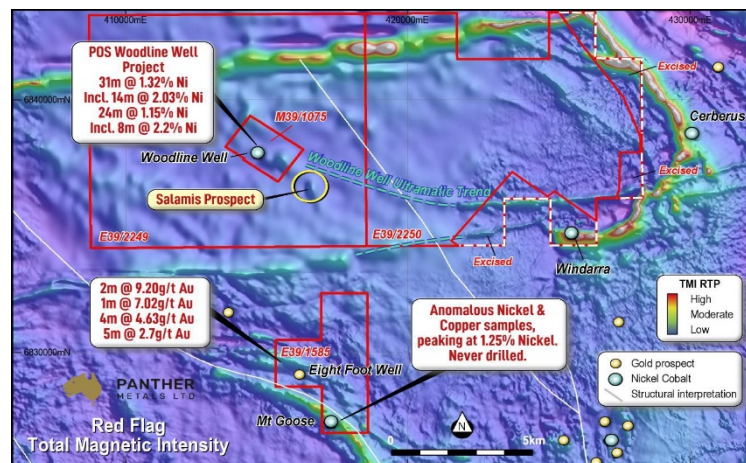 410000mE
420000mE
430000mE
POS Woodline Well
Project
31m @ 1.32% Ni
Incl. 14m @ 2.03% Ni
24m @ 1.15% Ni
Incl. 8m @ 2.2% Ni
Excised
6840000mN
M39/1075
Cerberus
Woodline Well
Woodline Well Ultramatic Trend
Excised
Salamis Prospect
E39/2249
E39/2250
Excised
Windarra
TMI RTP
High
Moderate
Low
2m @ 9.20g/t Au
1m @ 7.02g/t Au
4m @ 4.63g/t Au
5m @ 2.7g/t Au
Anomalous Nickel &
Copper samples,
peaking at 1.25% Nickel.
Never drilled.
6830000mN
E39/1585
Eight Foot Well
Gold prospect
Nickel Cobalt
Structural interpretation
PANTHER
METALS LTD
Mt Goose
Red Flag
Total Magnetic Intensity
N
0
5km